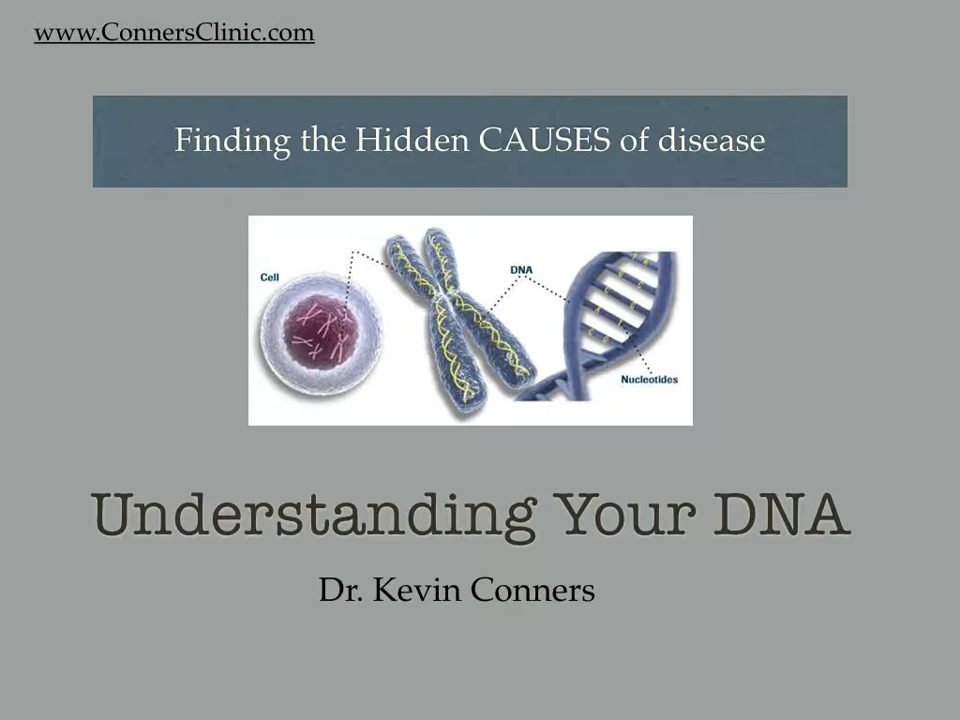 www.ConnersClinic.com
Finding the Hidden CAUSES of disease
Cell
DNA
Nucleotides
Understanding Your DNA
Dr. Kevin Conners